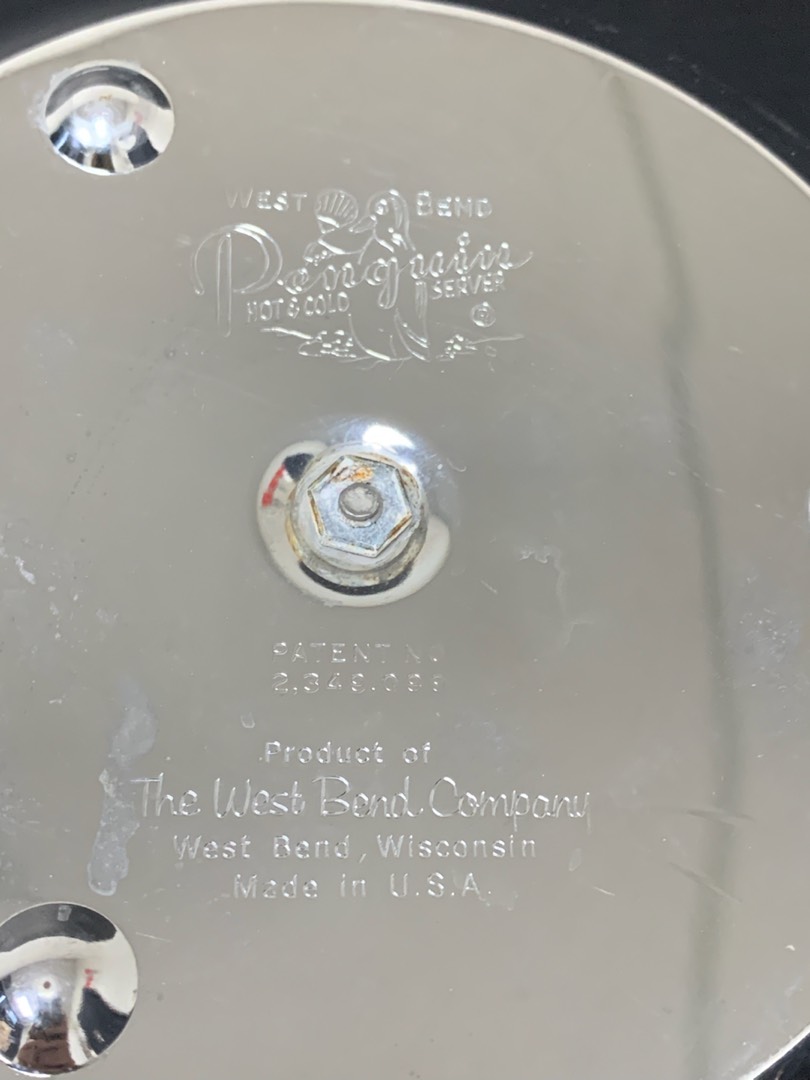 WEST BEND
Penguin
HOT & COLD SERVER
®
PATENT
Product of
The West Bend Company
West Bend, Wisconsin
Made in U.S.A.